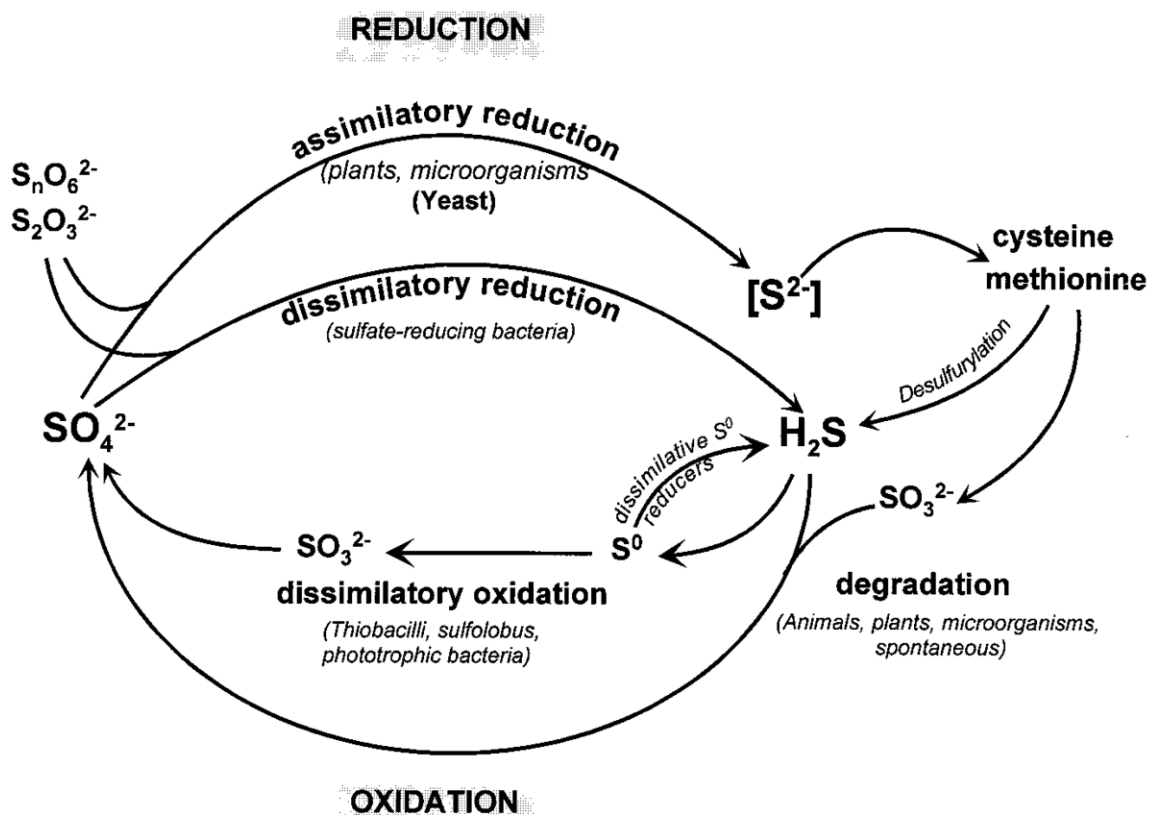 REDUCTION
assimilatory reduction
(plants, microorganisms
(Yeast)
SₙO₆²⁻
S₂O₃²⁻
cysteine
methionine
[S²⁻]
dissimilatory reduction
(sulfate-reducing bacteria)
Desulfurylation
SO₄²⁻
H₂S
dissimilative S⁰
reducers
SO₃²⁻
SO₃²⁻
S⁰
dissimilatory oxidation
(Thiobacilli, sulfolobus,
phototrophic bacteria)
degradation
(Animals, plants, microorganisms,
spontaneous)
OXIDATION